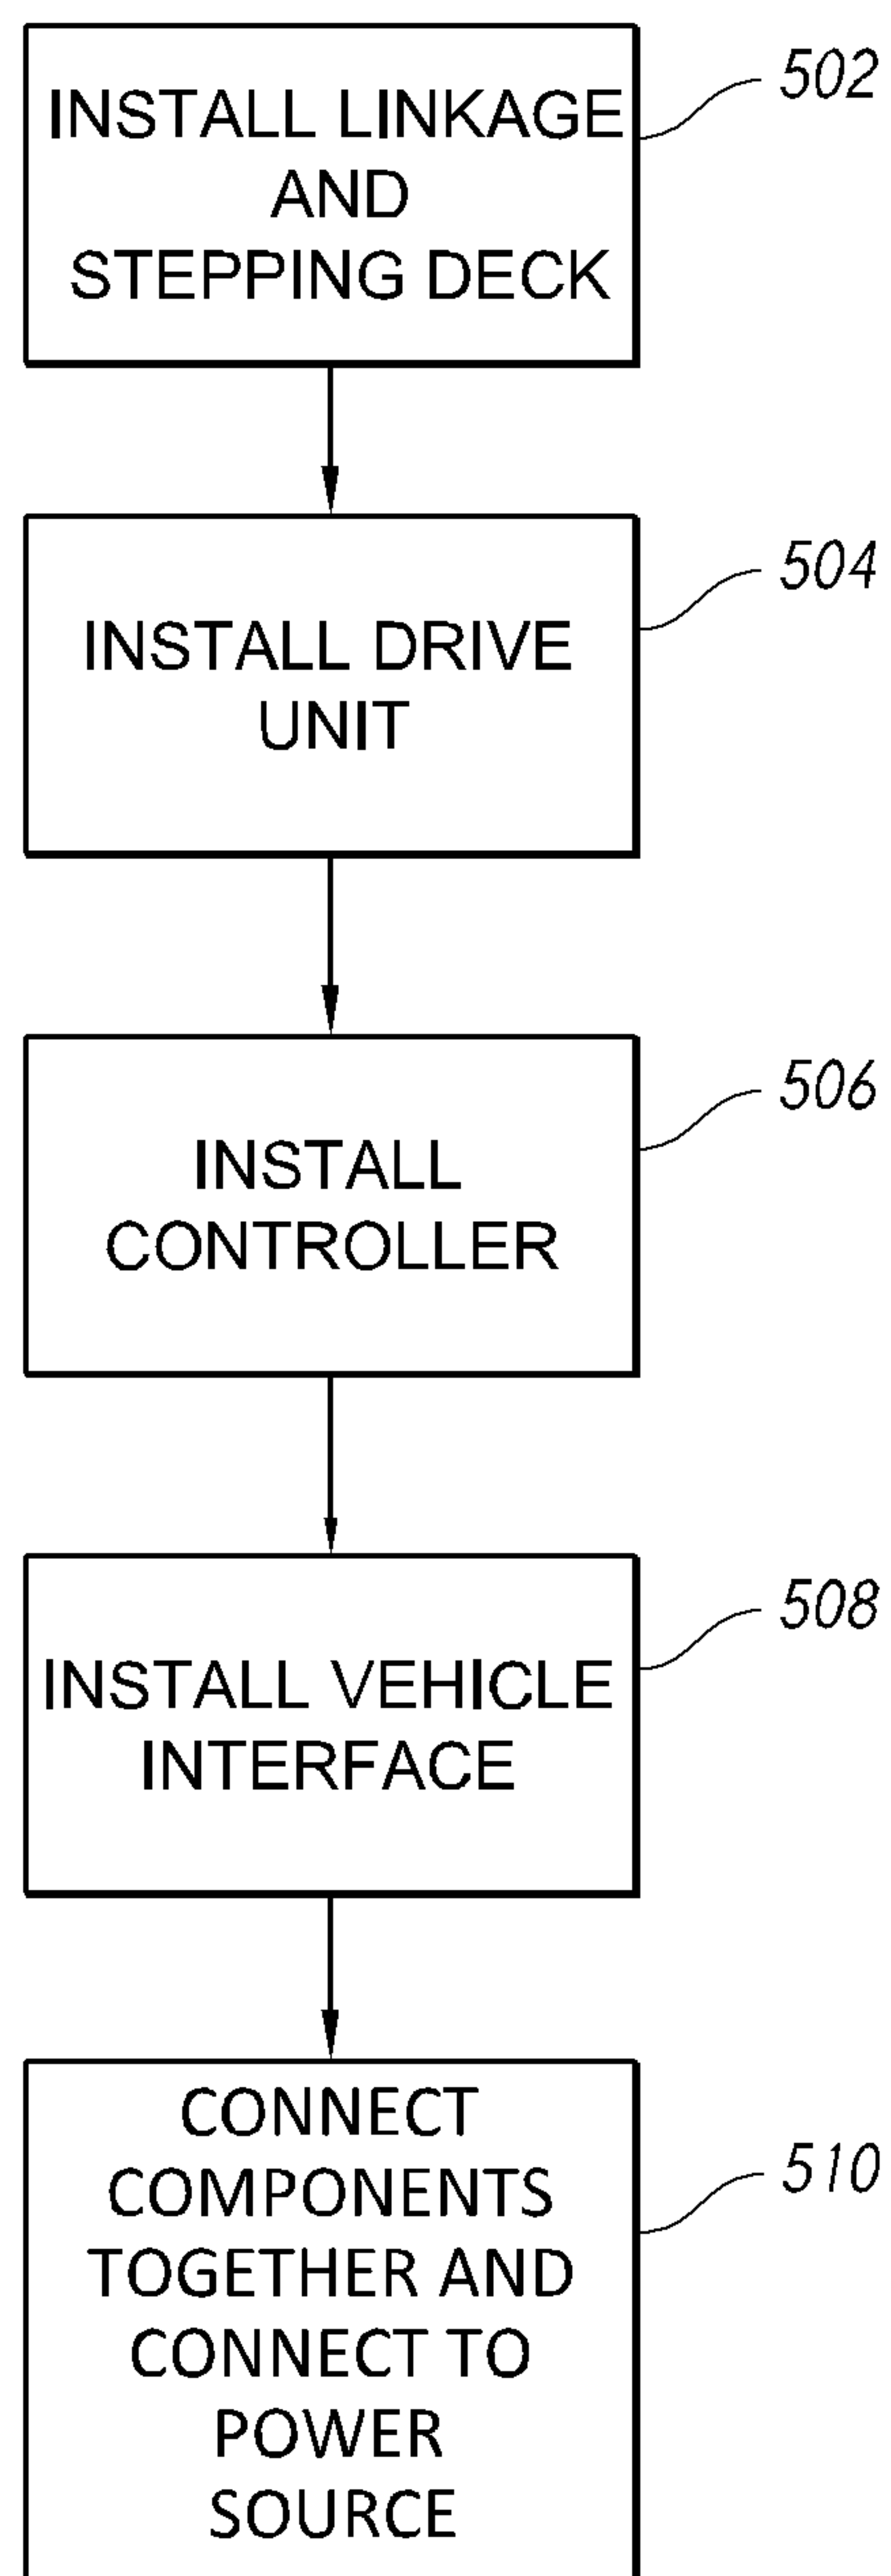 INSTALL LINKAGE
AND
STEPPING DECK
502
INSTALL DRIVE
UNIT
504
INSTALL
CONTROLLER
506
INSTALL VEHICLE
INTERFACE
508
CONNECT
COMPONENTS
TOGETHER AND
CONNECT TO
POWER
SOURCE
510